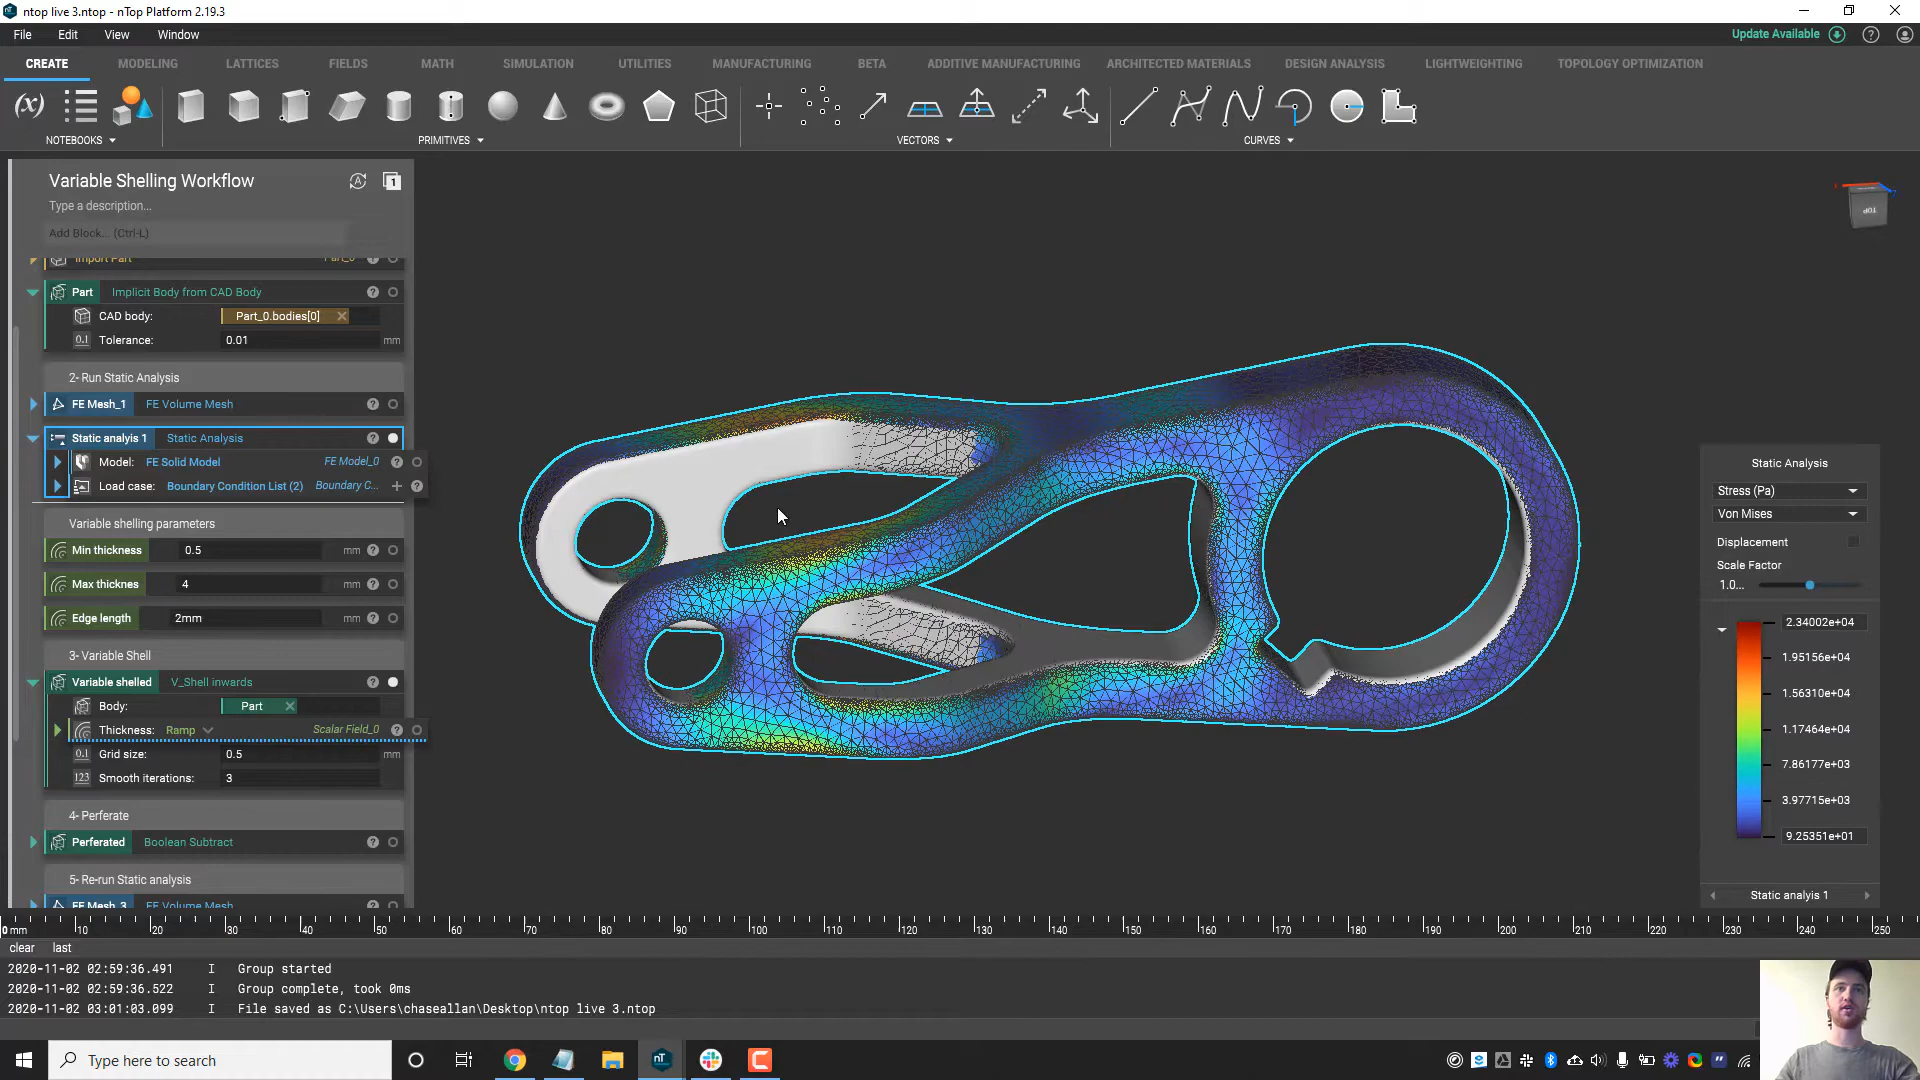 ntop live 3.ntop - nTop Platform 2.19.3
File Edit View Window
Update Available
CREATE MODELING LATTICES FIELDS MATH SIMULATION UTILITIES MANUFACTURING BETA ADDITIVE MANUFACTURING ARCHITECTED MATERIALS DESIGN ANALYSIS LIGHTWEIGHTING TOPOLOGY OPTIMIZATION
NOTEBOOKS PRIMITIVES VECTORS CURVES
Variable Shelling Workflow
Type a description...
Add Block... (Ctrl-L)
Import Part Part_0
Part Implicit Body from CAD Body
CAD body: Part_0.bodies[0]
Tolerance: 0.01 mm
2- Run Static Analysis
FE Mesh_1 FE Volume Mesh
Static analyis 1 Static Analysis
Model: FE Solid Model FE Model_0
Load case: Boundary Condition List (2) Boundary C...
Variable shelling parameters
Min thickness 0.5 mm
Max thicknes 4 mm
Edge length 2mm mm
3- Variable Shell
Variable shelled V_Shell inwards
Body: Part
Thickness: Ramp Scalar Field_0
Grid size: 0.5 mm
Smooth iterations: 3
4- Perferate
Perferated Boolean Subtract
5- Re-run Static analysis
FE Mesh_3 FE Volume Mesh
TOP
Static Analysis
Stress (Pa)
Von Mises
Displacement
Scale Factor
1.0...
2.34002e+04
1.95156e+04
1.56310e+04
1.17464e+04
7.86177e+03
3.97715e+03
9.25351e+01
Static analyis 1
0 mm 10 20 30 40 50 60 70 80 90 100 110 120 130 140 150 160 170 180 190 200 210 220 230 240 250
clear last
2020-11-02 02:59:36.491 I Group started
2020-11-02 02:59:36.522 I Group complete, took 0ms
2020-11-02 03:01:03.099 I File saved as C:\Users\chaseallan\Desktop\ntop live 3.ntop
Type here to search